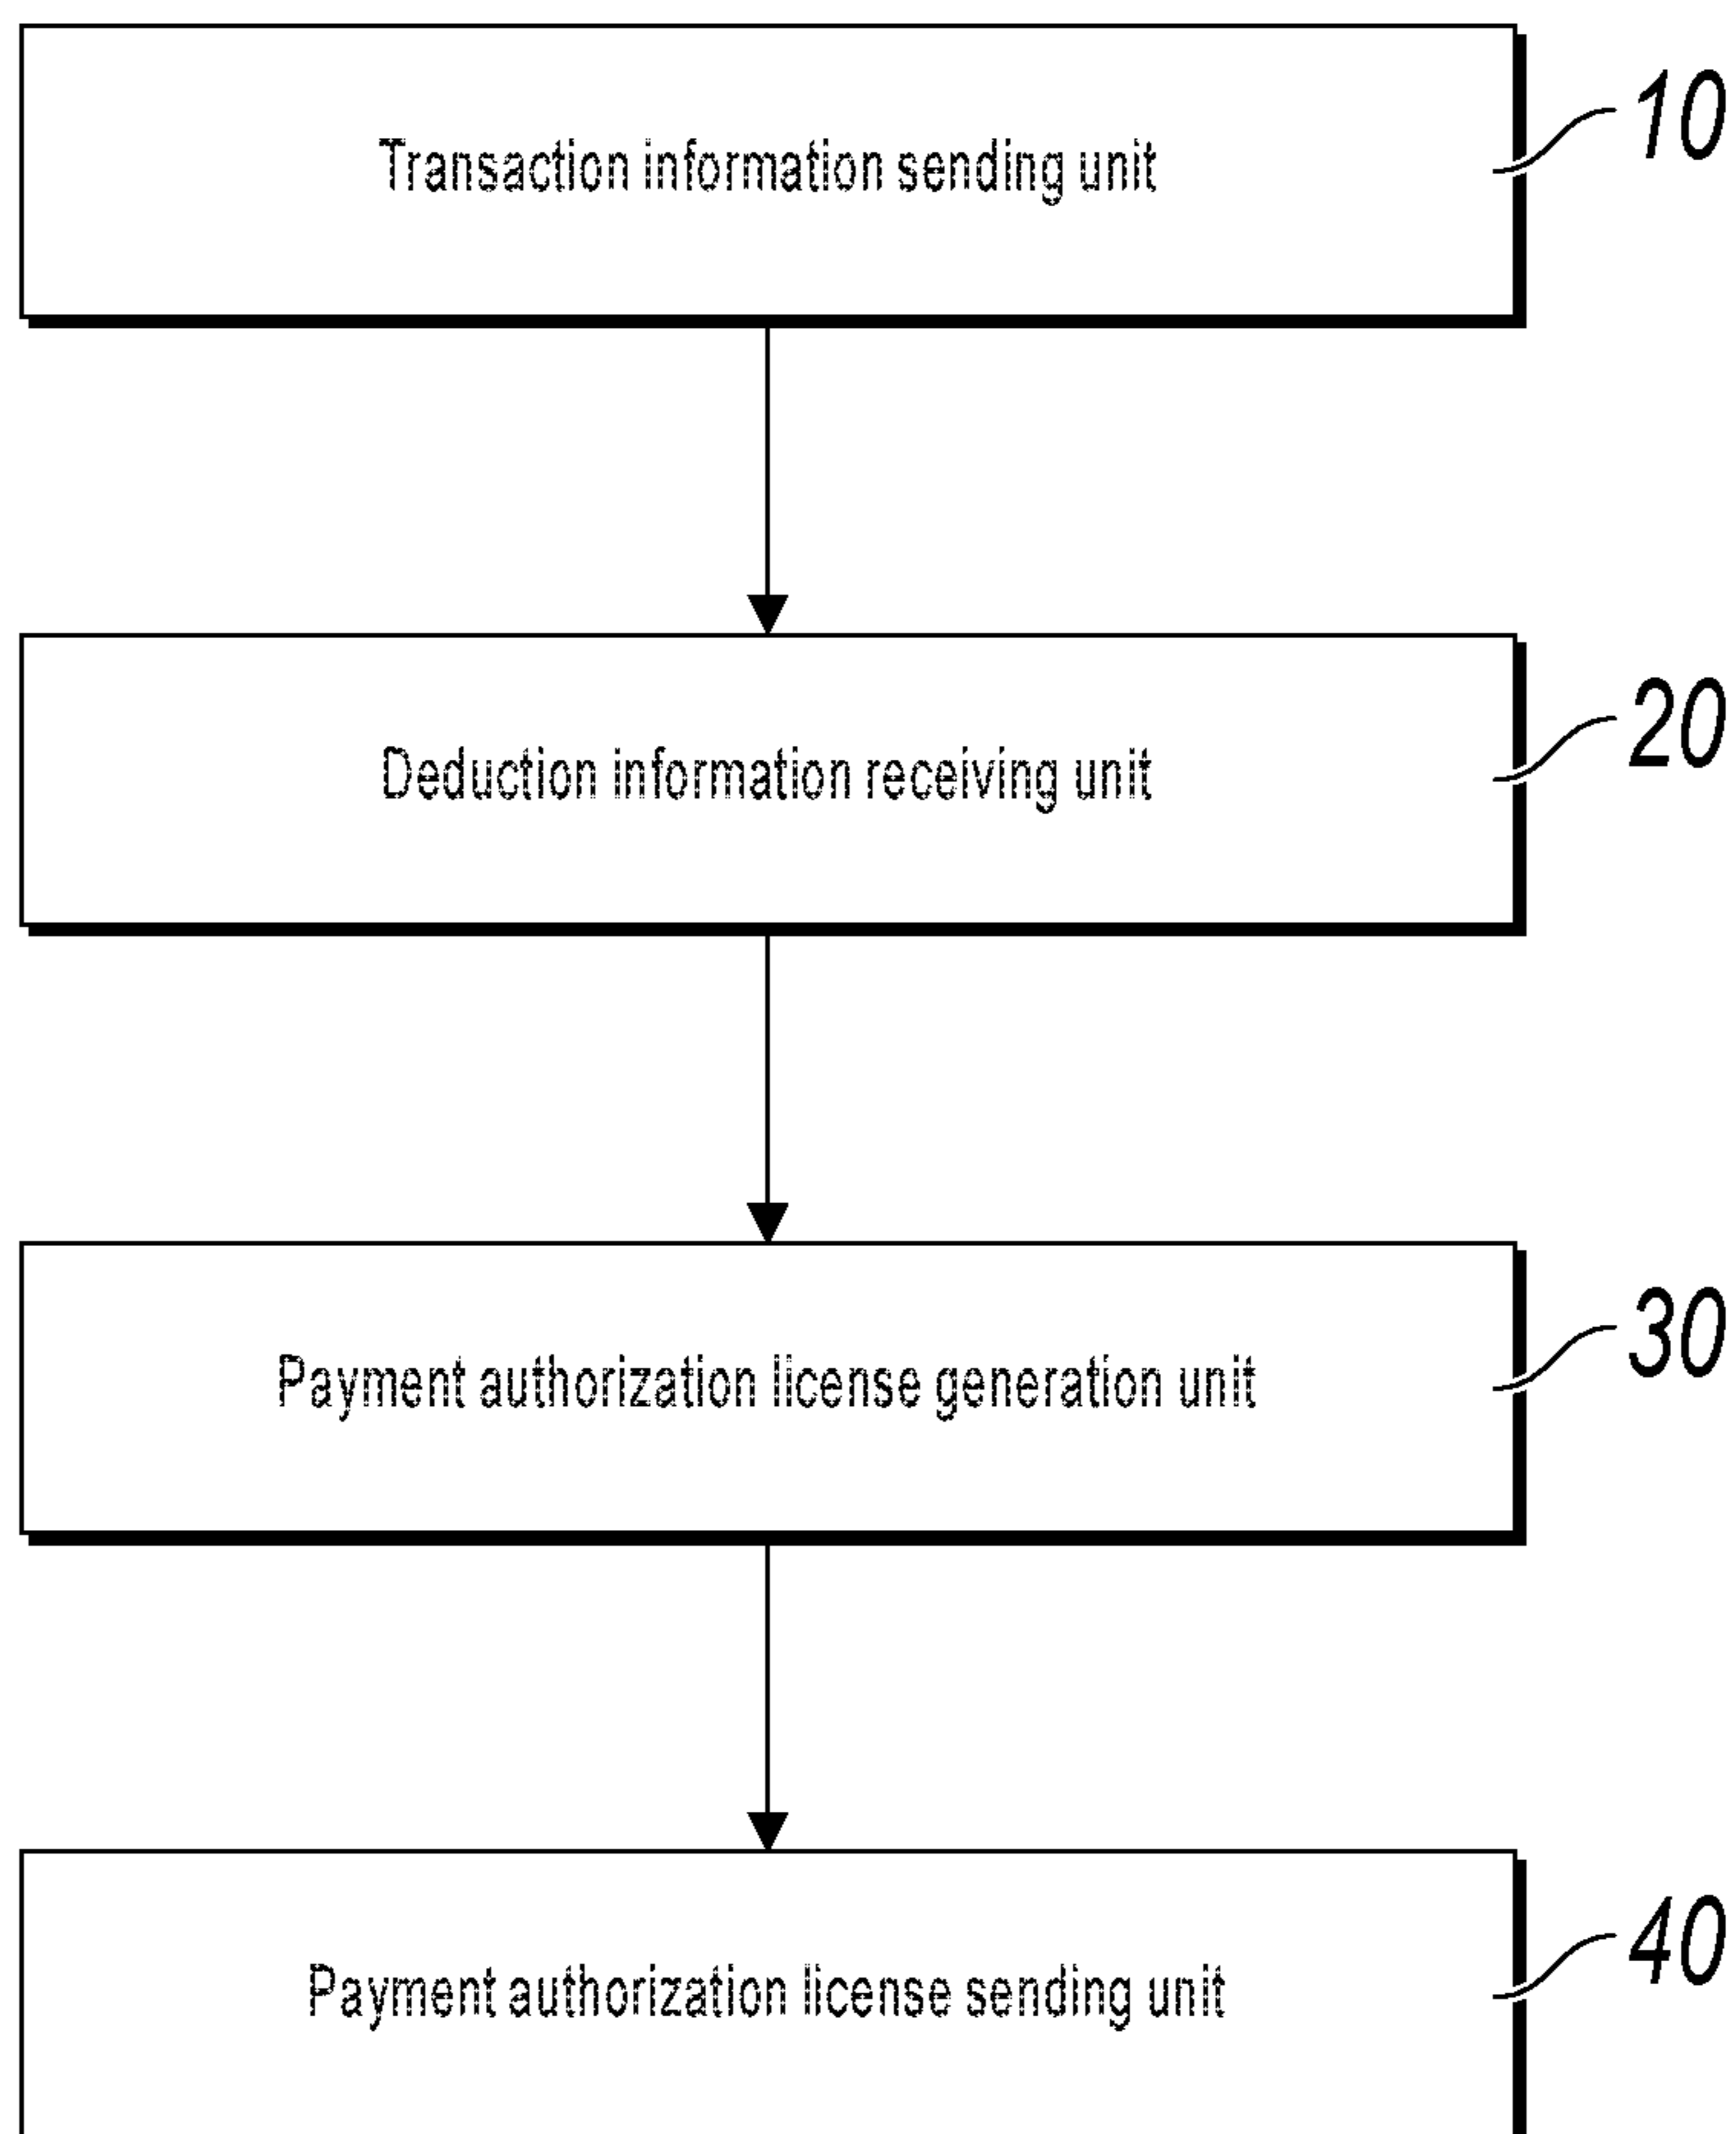 Transaction information sending unit
10
Deduction information receiving unit
20
Payment authorization license generation unit
30
Payment authorization license sending unit
40